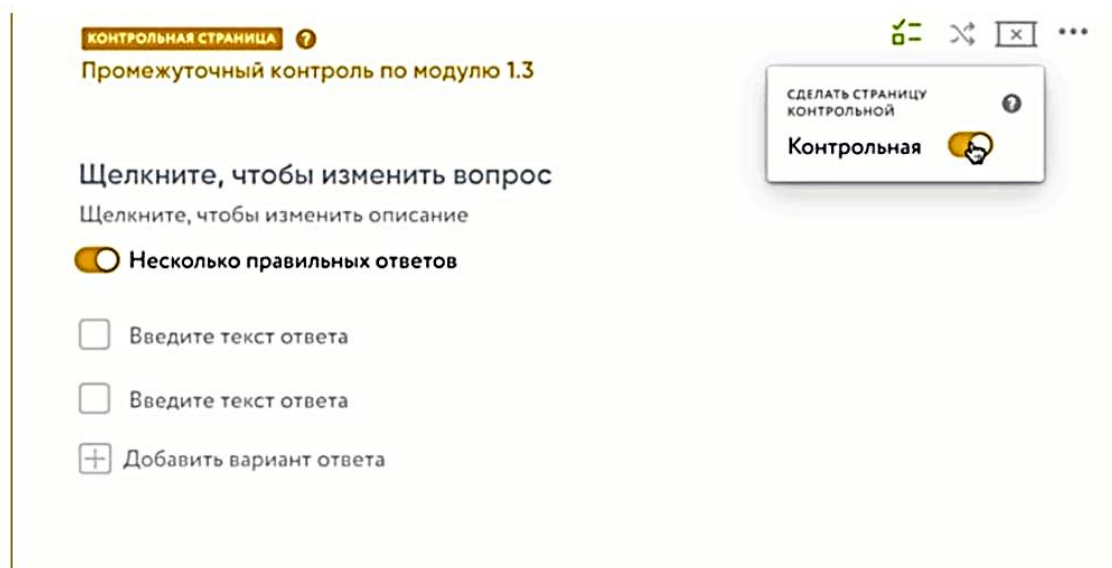 КОНТРОЛЬНАЯ СТРАНИЦА ?
Промежуточный контроль по модулю 1.3
СДЕЛАТЬ СТРАНИЦУ
КОНТРОЛЬНОЙ ?
Контрольная
Щелкните, чтобы изменить вопрос
Щелкните, чтобы изменить описание
Несколько правильных ответов
Введите текст ответа
Введите текст ответа
Добавить вариант ответа